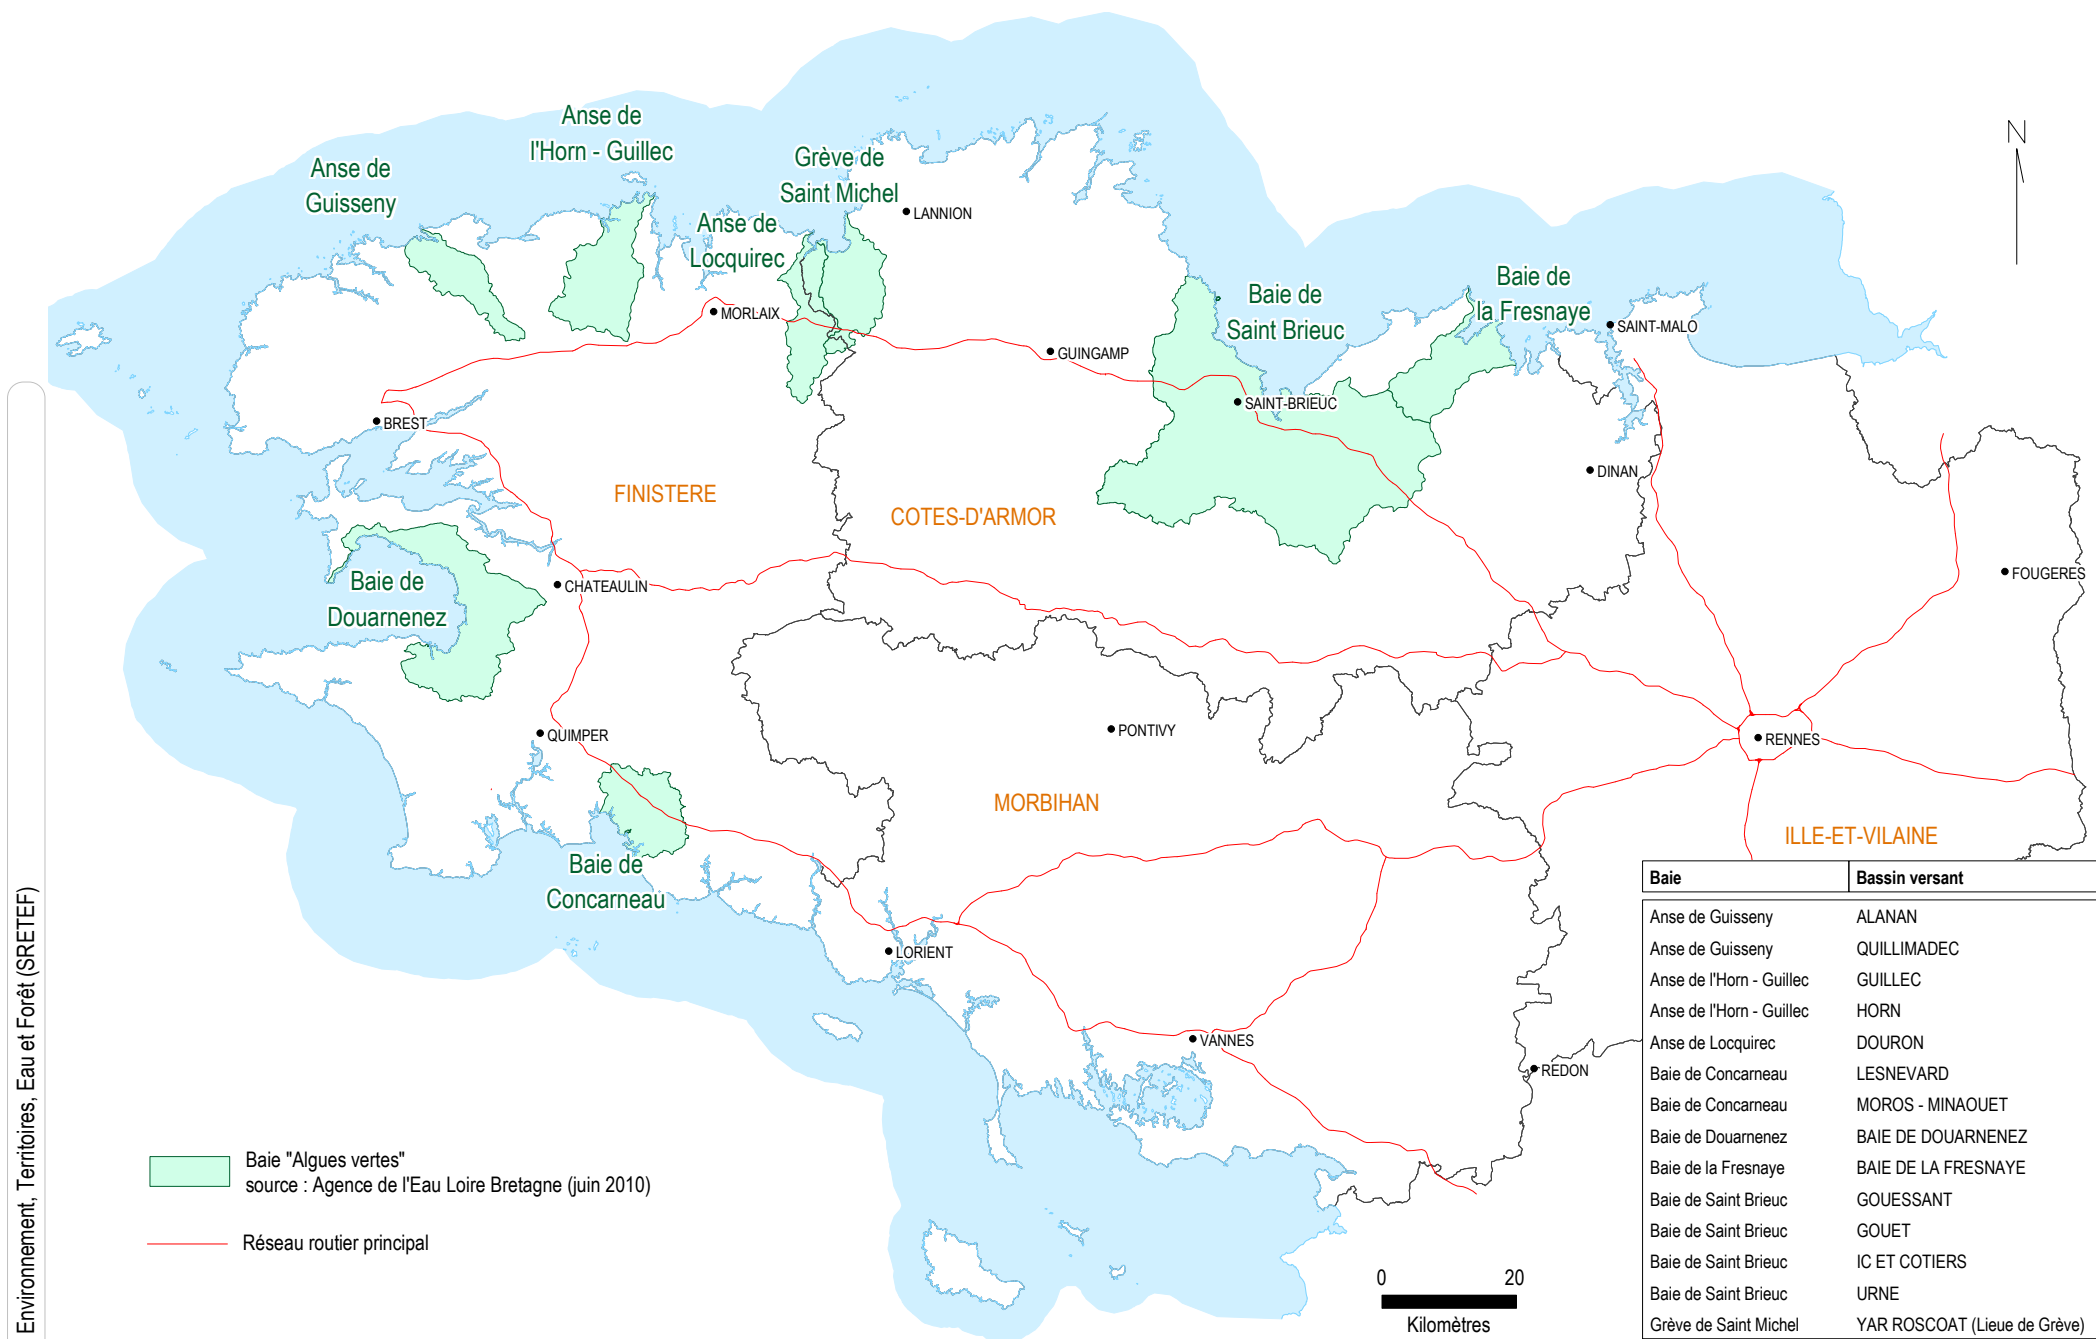 Anse de
l'Horn - Guillec
Anse de
Guisseny
Grève de
Saint Michel
Anse de
Locquirec
LANNION
N
Baie de
Saint Brieuc
Baie de
la Fresnaye
SAINT-MALO
MORLAIX
GUINGAMP
BREST
SAINT-BRIEUC
DINAN
FINISTERE
COTES-D'ARMOR
FOUGERES
Baie de
Douarnenez
CHATEAULIN
QUIMPER
PONTIVY
RENNES
MORBIHAN
ILLE-ET-VILAINE
Baie de
Concarneau
LORIENT
VANNES
REDON
Environnement, Territoires, Eau et Forêt (SRETEF)
Baie "Algues vertes"
source : Agence de l'Eau Loire Bretagne (juin 2010)
Réseau routier principal
0 20
Kilomètres
Baie Bassin versant
Anse de Guisseny ALANAN
Anse de Guisseny QUILLIMADEC
Anse de l'Horn - Guillec GUILLEC
Anse de l'Horn - Guillec HORN
Anse de Locquirec DOURON
Baie de Concarneau LESNEVARD
Baie de Concarneau MOROS - MINAOUET
Baie de Douarnenez BAIE DE DOUARNENEZ
Baie de la Fresnaye BAIE DE LA FRESNAYE
Baie de Saint Brieuc GOUESSANT
Baie de Saint Brieuc GOUET
Baie de Saint Brieuc IC ET COTIERS
Baie de Saint Brieuc URNE
Grève de Saint Michel YAR ROSCOAT (Lieue de Grève)